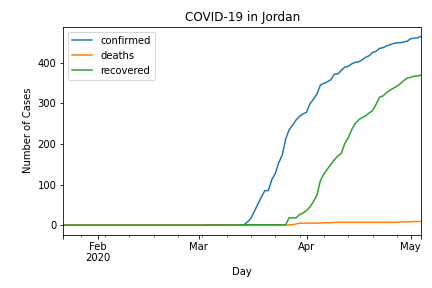 COVID-19 in Jordan
confirmed
deaths
recovered
Number of Cases
400
300
200
100
0
Feb
2020
Mar
Apr
May
Day